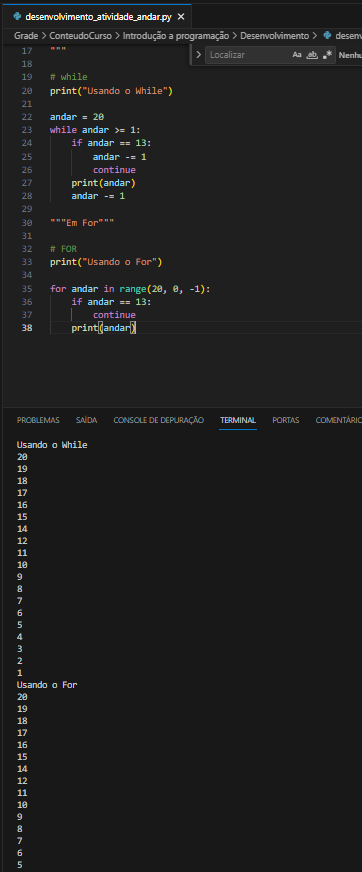 desenvolvimento_atividade_andar.py
Grade > ConteudoCurso > Introdução a programação > Desenvolvimento > desenv
Localizar Aa ab Nenhu
17 """
18
19 # while
20 print("Usando o While")
21
22 andar = 20
23 while andar >= 1:
24 if andar == 13:
25 andar -= 1
26 continue
27 print(andar)
28 andar -= 1
29
30 """Em For"""
31
32 # FOR
33 print("Usando o For")
34
35 for andar in range(20, 0, -1):
36 if andar == 13:
37 continue
38 print(andar)
PROBLEMAS SAÍDA CONSOLE DE DEPURAÇÃO TERMINAL PORTAS COMENTÁRIO
Usando o While
20
19
18
17
16
15
14
12
11
10
9
8
7
6
5
4
3
2
1
Usando o For
20
19
18
17
16
15
14
12
11
10
9
8
7
6
5